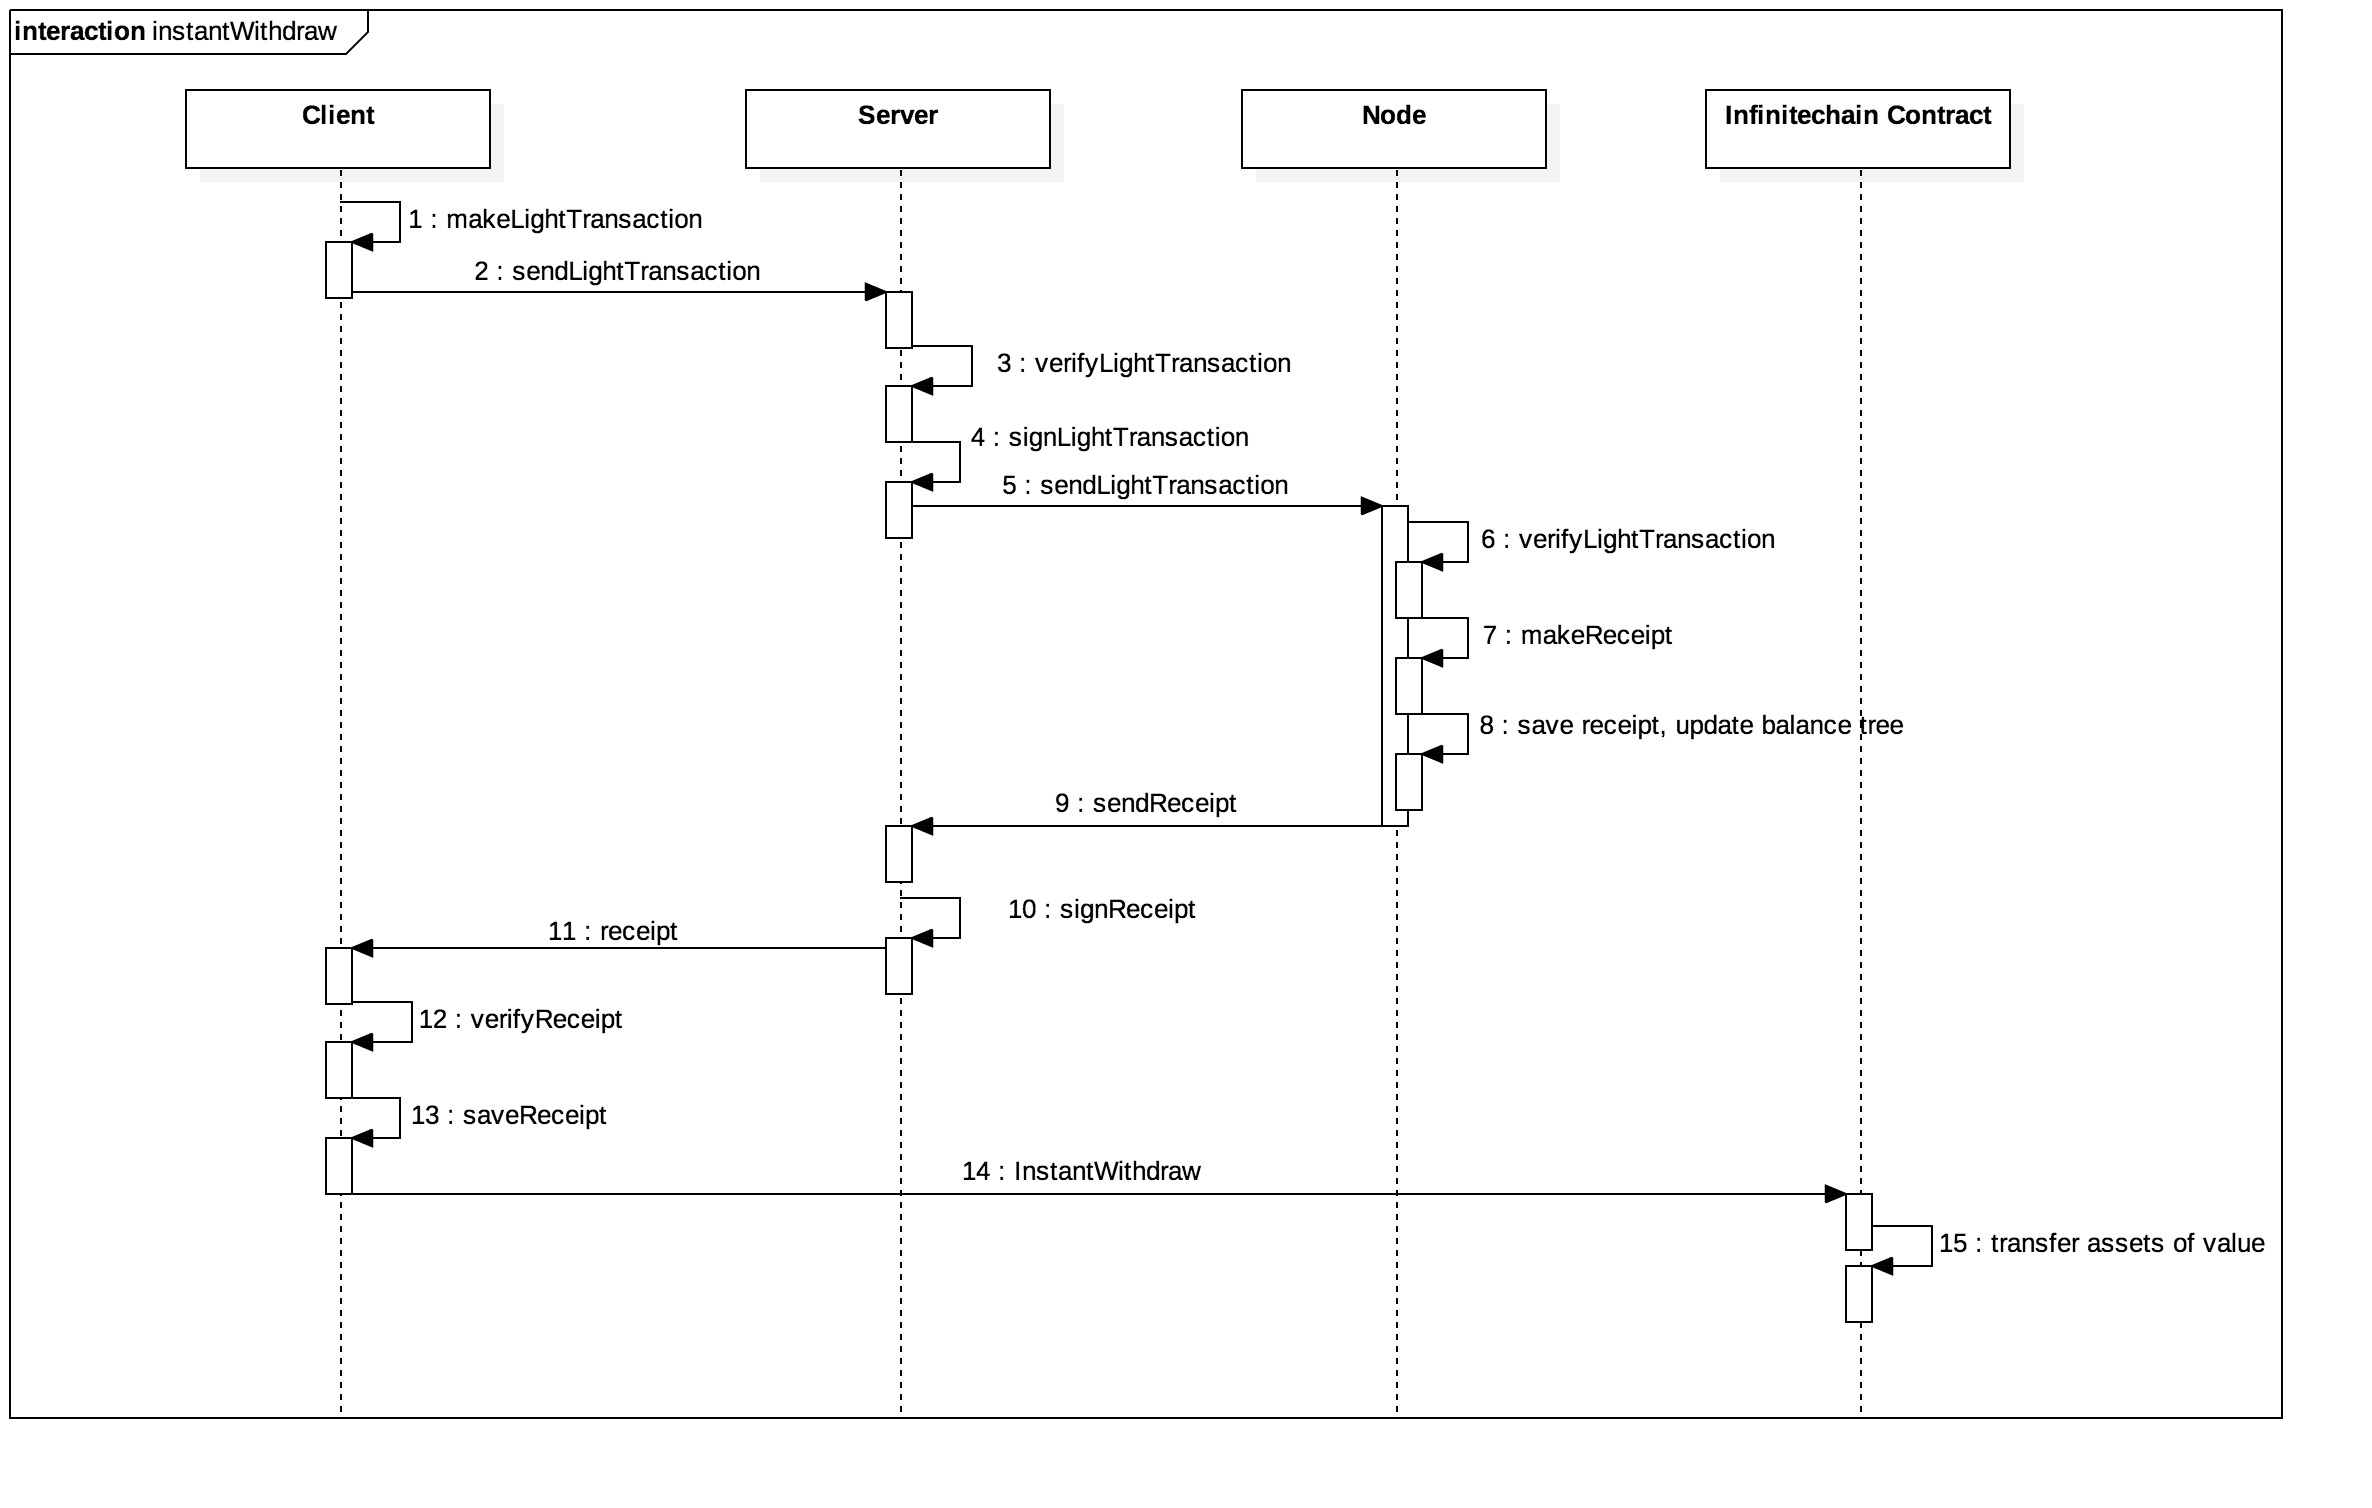 interaction instantWithdraw
Client
Server
Node
Infinitechain Contract
1 : makeLightTransaction
2 : sendLightTransaction
3 : verifyLightTransaction
4 : signLightTransaction
5 : sendLightTransaction
6 : verifyLightTransaction
7 : makeReceipt
8 : save receipt, update balance tree
9 : sendReceipt
10 : signReceipt
11 : receipt
12 : verifyReceipt
13 : saveReceipt
14 : InstantWithdraw
15 : transfer assets of value